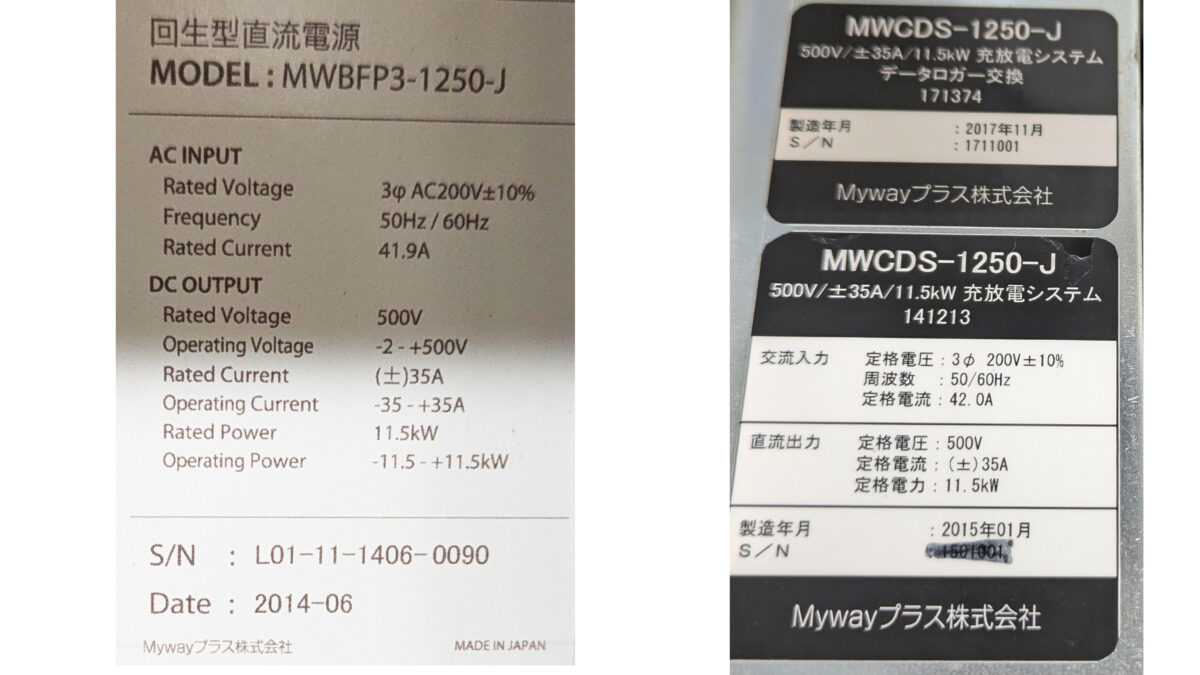 回生型直流電源
MODEL : MWBFP3-1250-J
AC INPUT
Rated Voltage 3φ AC200V±10%
Frequency 50Hz / 60Hz
Rated Current 41.9A
DC OUTPUT
Rated Voltage 500V
Operating Voltage -2 - +500V
Rated Current (±)35A
Operating Current -35 - +35A
Rated Power 11.5kW
Operating Power -11.5 - +11.5kW
S/N : L01-11-1406-0090
Date : 2014-06
Mywayプラス株式会社 MADE IN JAPAN
MWCDS-1250-J
500V/±35A/11.5kW 充放電システム
データロガー交換
171374
製造年月 : 2017年11月
S/N : 1711001
Mywayプラス株式会社
MWCDS-1250-J
500V/±35A/11.5kW 充放電システム
141213
交流入力 定格電圧 : 3φ 200V±10%
周波数 : 50/60Hz
定格電流 : 42.0A
直流出力 定格電圧 : 500V
定格電流 : (±)35A
定格電力 : 11.5kW
製造年月 : 2015年01月
S/N : 1501001
Mywayプラス株式会社